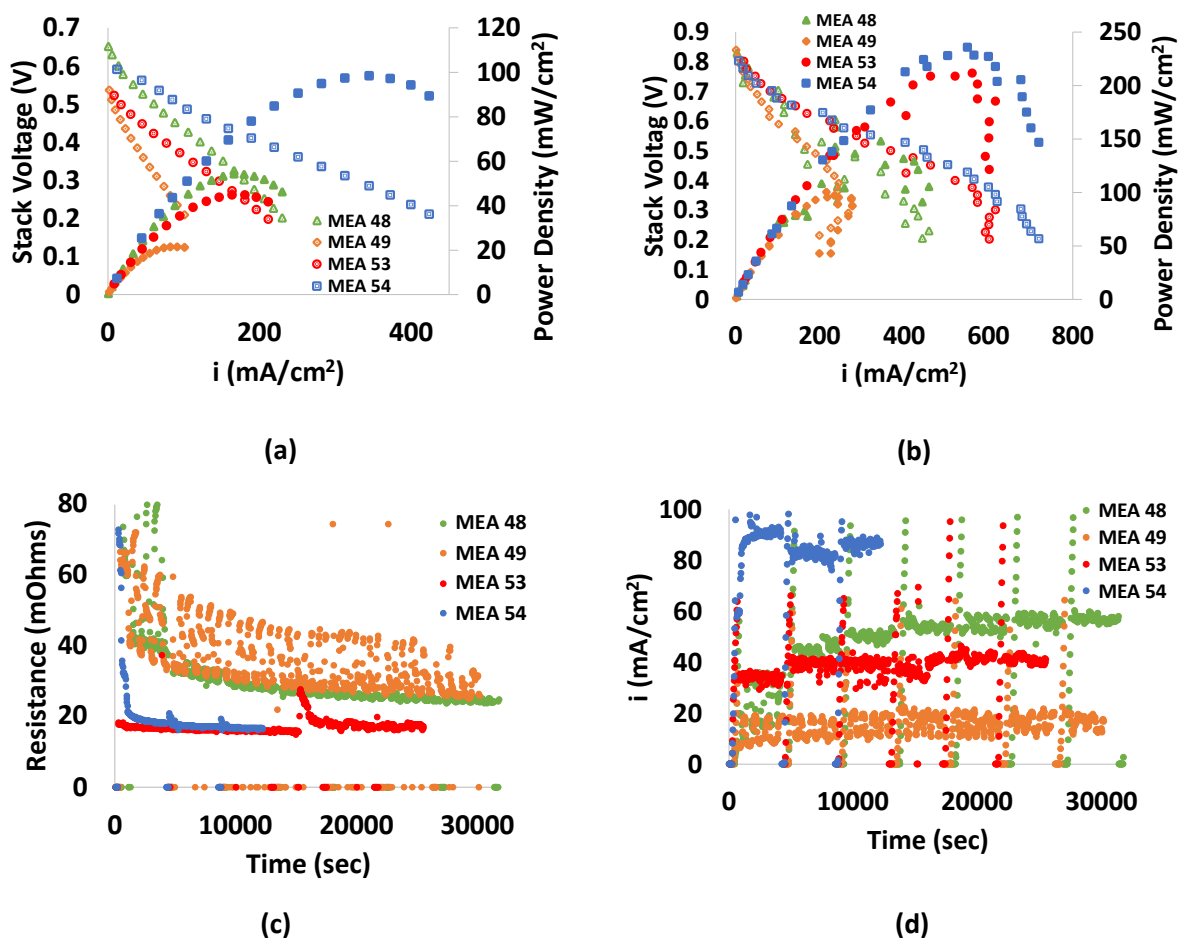 0.7
0.6
0.5
0.4
0.3
0.2
0.1
0
Stack Voltage (V)
120
100
80
60
40
20
0
Power Density (mW/cm²)
0 200 400
i (mA/cm²)
MEA 48
MEA 49
MEA 53
MEA 54
(a)
0.9
0.8
0.7
0.6
0.5
0.4
0.3
0.2
0.1
0
Stack Voltag (V)
250
200
150
100
50
0
Power Density (mW/cm²)
0 200 400 600 800
i (mA/cm²)
MEA 48
MEA 49
MEA 53
MEA 54
(b)
80
60
40
20
0
Resistance (mOhms)
0 10000 20000 30000
Time (sec)
MEA 48
MEA 49
MEA 53
MEA 54
(c)
100
80
60
40
20
0
i (mA/cm²)
0 10000 20000 30000
Time (sec)
MEA 48
MEA 49
MEA 53
MEA 54
(d)